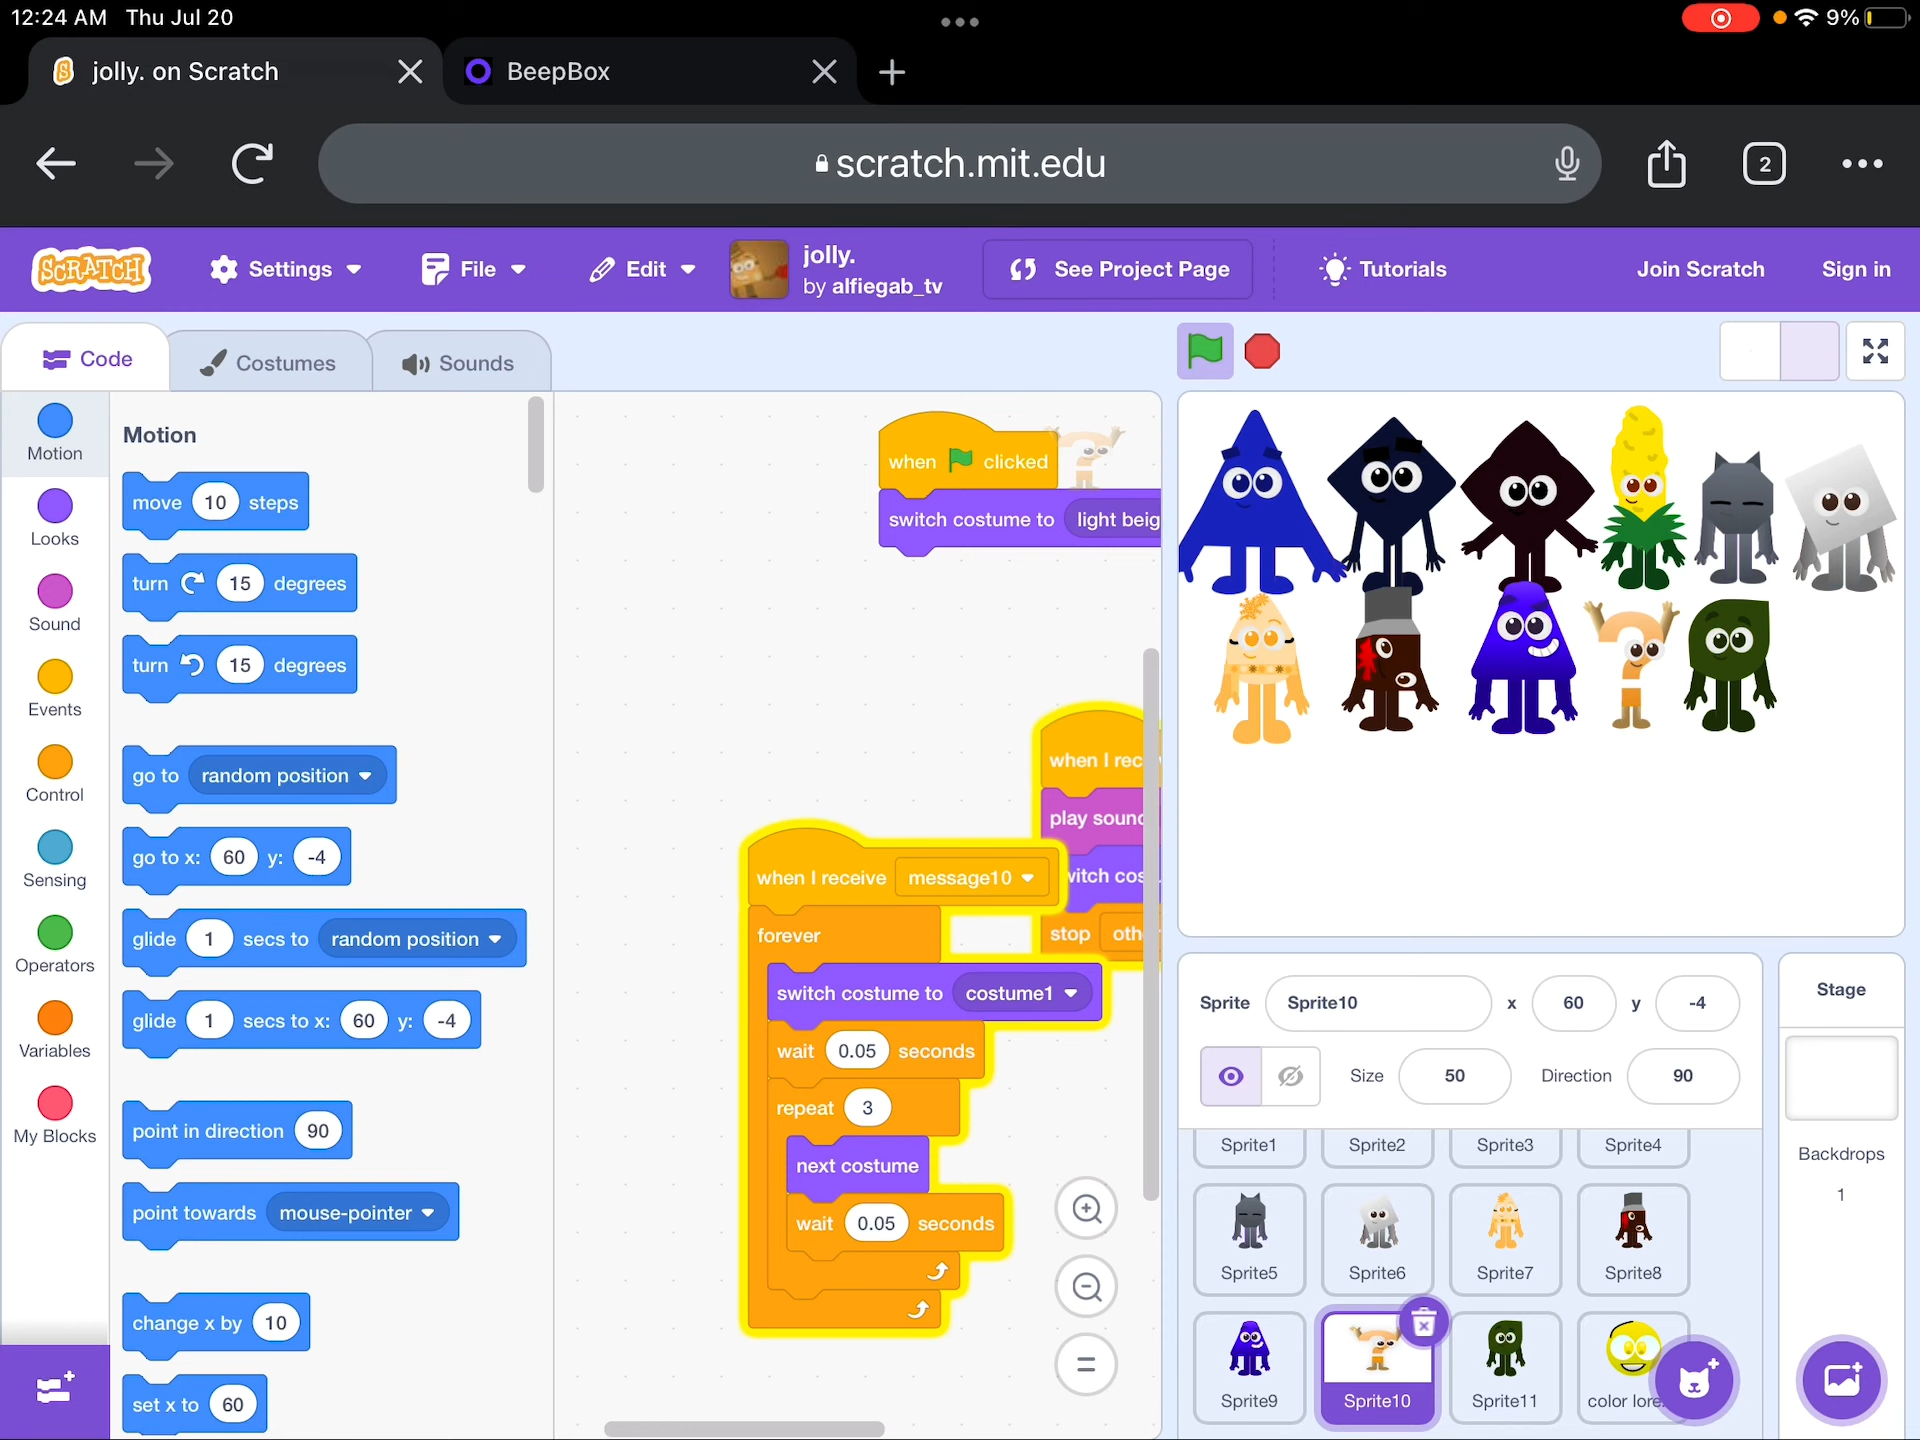 12:24 AM Thu Jul 20
9%
jolly. on Scratch
BeepBox
scratch.mit.edu
2
SCRATCH
Settings
File
Edit
jolly.
by alfiegab_tv
See Project Page
Tutorials
Join Scratch
Sign in
Code
Costumes
Sounds
Motion
Looks
Sound
Events
Control
Sensing
Operators
Variables
My Blocks
Motion
move 10 steps
turn 15 degrees
turn 15 degrees
go to random position
go to x: 60 y: -4
glide 1 secs to random position
glide 1 secs to x: 60 y: -4
point in direction 90
point towards mouse-pointer
change x by 10
set x to 60
when clicked
switch costume to light beig
when I rec
play sound
witch cos
stop oth
when I receive message10
forever
switch costume to costume1
wait 0.05 seconds
repeat 3
next costume
wait 0.05 seconds
Sprite Sprite10 x 60 y -4
Size 50 Direction 90
Sprite1
Sprite2
Sprite3
Sprite4
Sprite5
Sprite6
Sprite7
Sprite8
Sprite9
Sprite10
Sprite11
color lore
Stage
Backdrops
1